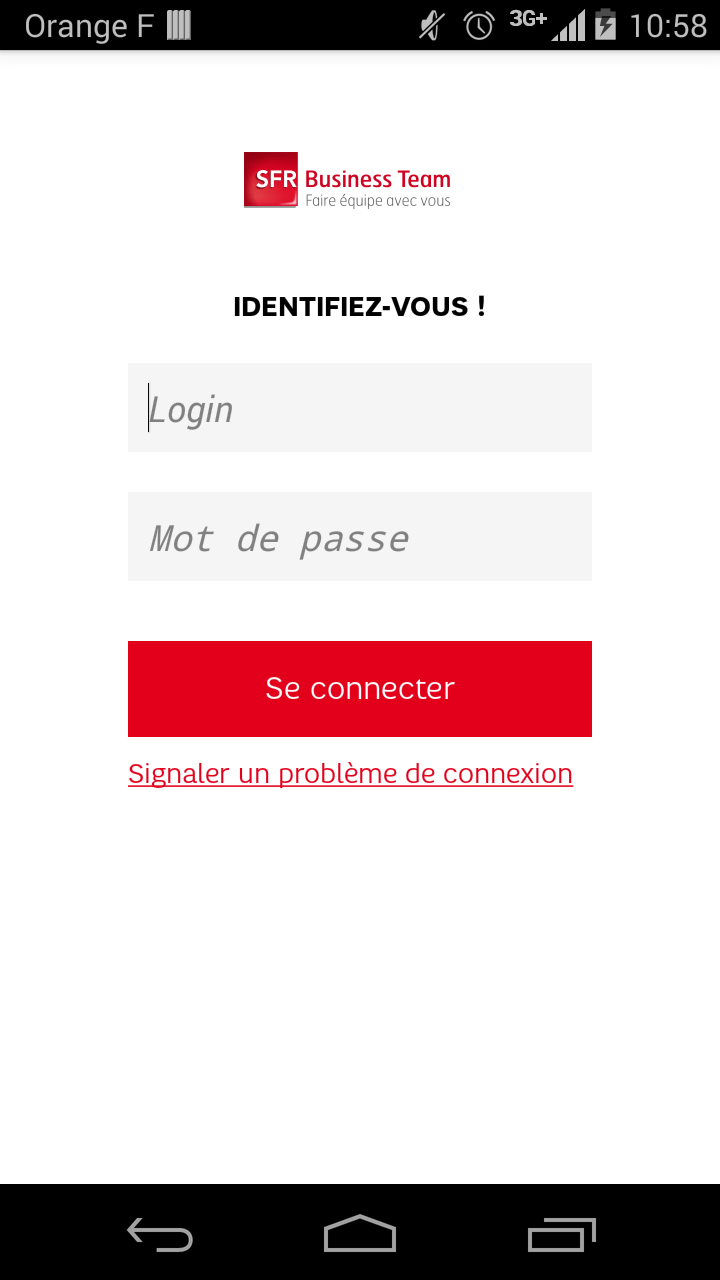 Orange F 3G+ 10:58
SFR Business Team
Faire équipe avec vous
IDENTIFIEZ-VOUS !
Login
Mot de passe
Se connecter
Signaler un problème de connexion